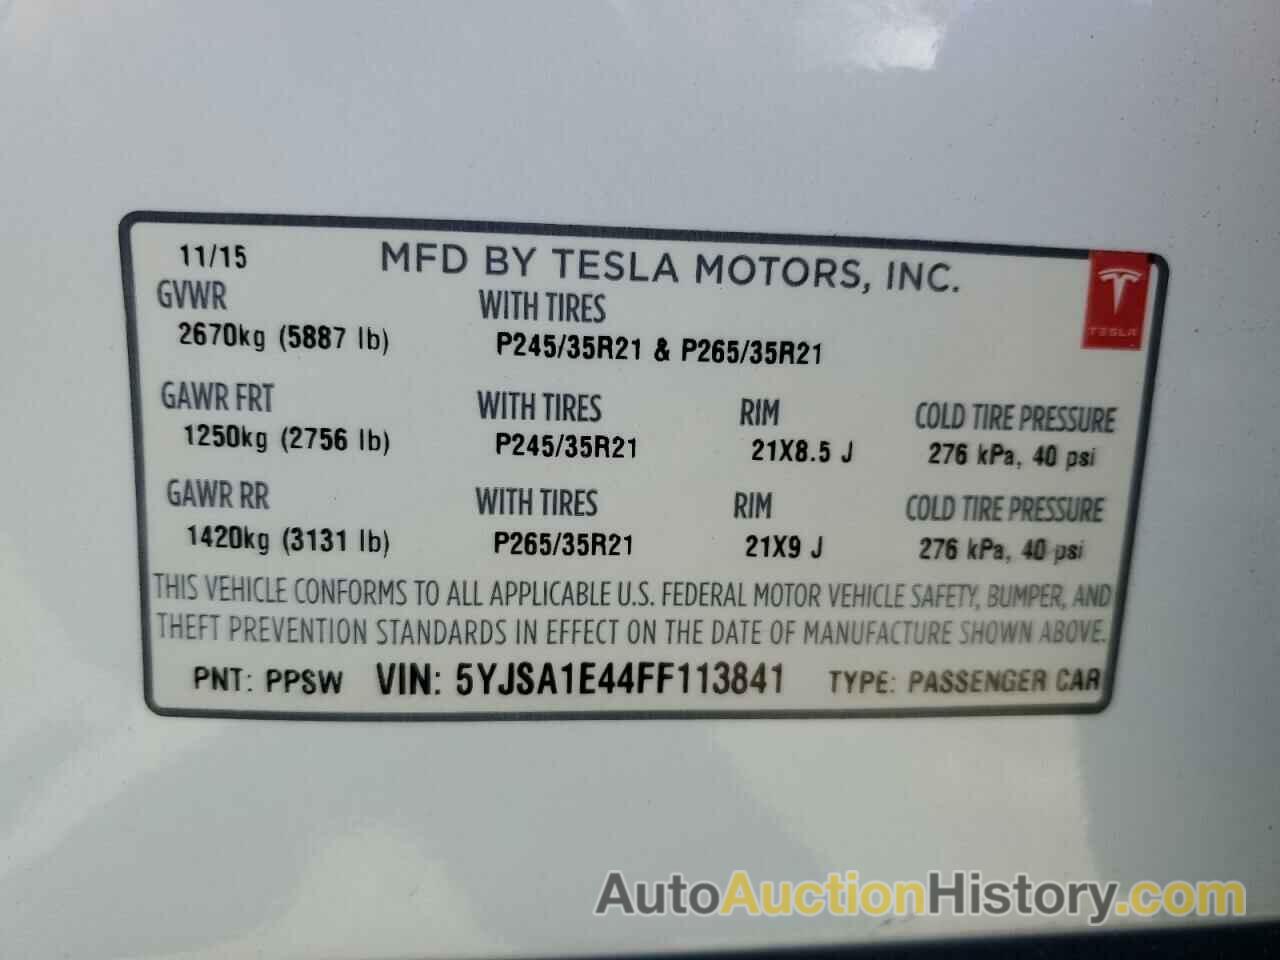 11/15 MFD BY TESLA MOTORS, INC.
TESLA
GVWR WITH TIRES
2670kg (5887 lb) P245/35R21 & P265/35R21
GAWR FRT WITH TIRES RIM COLD TIRE PRESSURE
1250kg (2756 lb) P245/35R21 21X8.5 J 276 kPa, 40 psi
GAWR RR WITH TIRES RIM COLD TIRE PRESSURE
1420kg (3131 lb) P265/35R21 21X9 J 276 kPa, 40 psi
THIS VEHICLE CONFORMS TO ALL APPLICABLE U.S. FEDERAL MOTOR VEHICLE SAFETY, BUMPER, AND
THEFT PREVENTION STANDARDS IN EFFECT ON THE DATE OF MANUFACTURE SHOWN ABOVE.
PNT: PPSW VIN: 5YJSA1E44FF113841 TYPE: PASSENGER CAR
AutoAuctionHistory.com